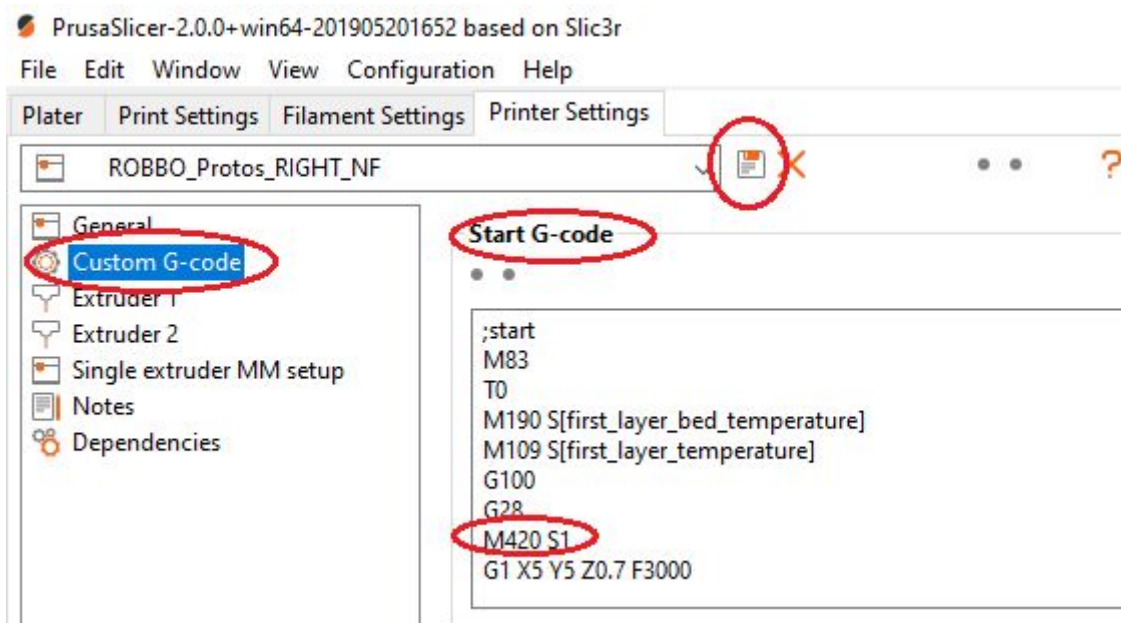 PrusaSlicer-2.0.0+win64-201905201652 based on Slic3r
File Edit Window View Configuration Help
Plater Print Settings Filament Settings Printer Settings
ROBBO_Protos_RIGHT_NF
?
General
Custom G-code
Extruder 1
Extruder 2
Single extruder MM setup
Notes
Dependencies
Start G-code
;start
M83
T0
M190 S[first_layer_bed_temperature]
M109 S[first_layer_temperature]
G100
G28
M420 S1
G1 X5 Y5 Z0.7 F3000